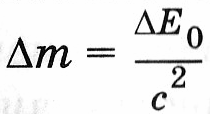 Δm = ΔE₀/c²